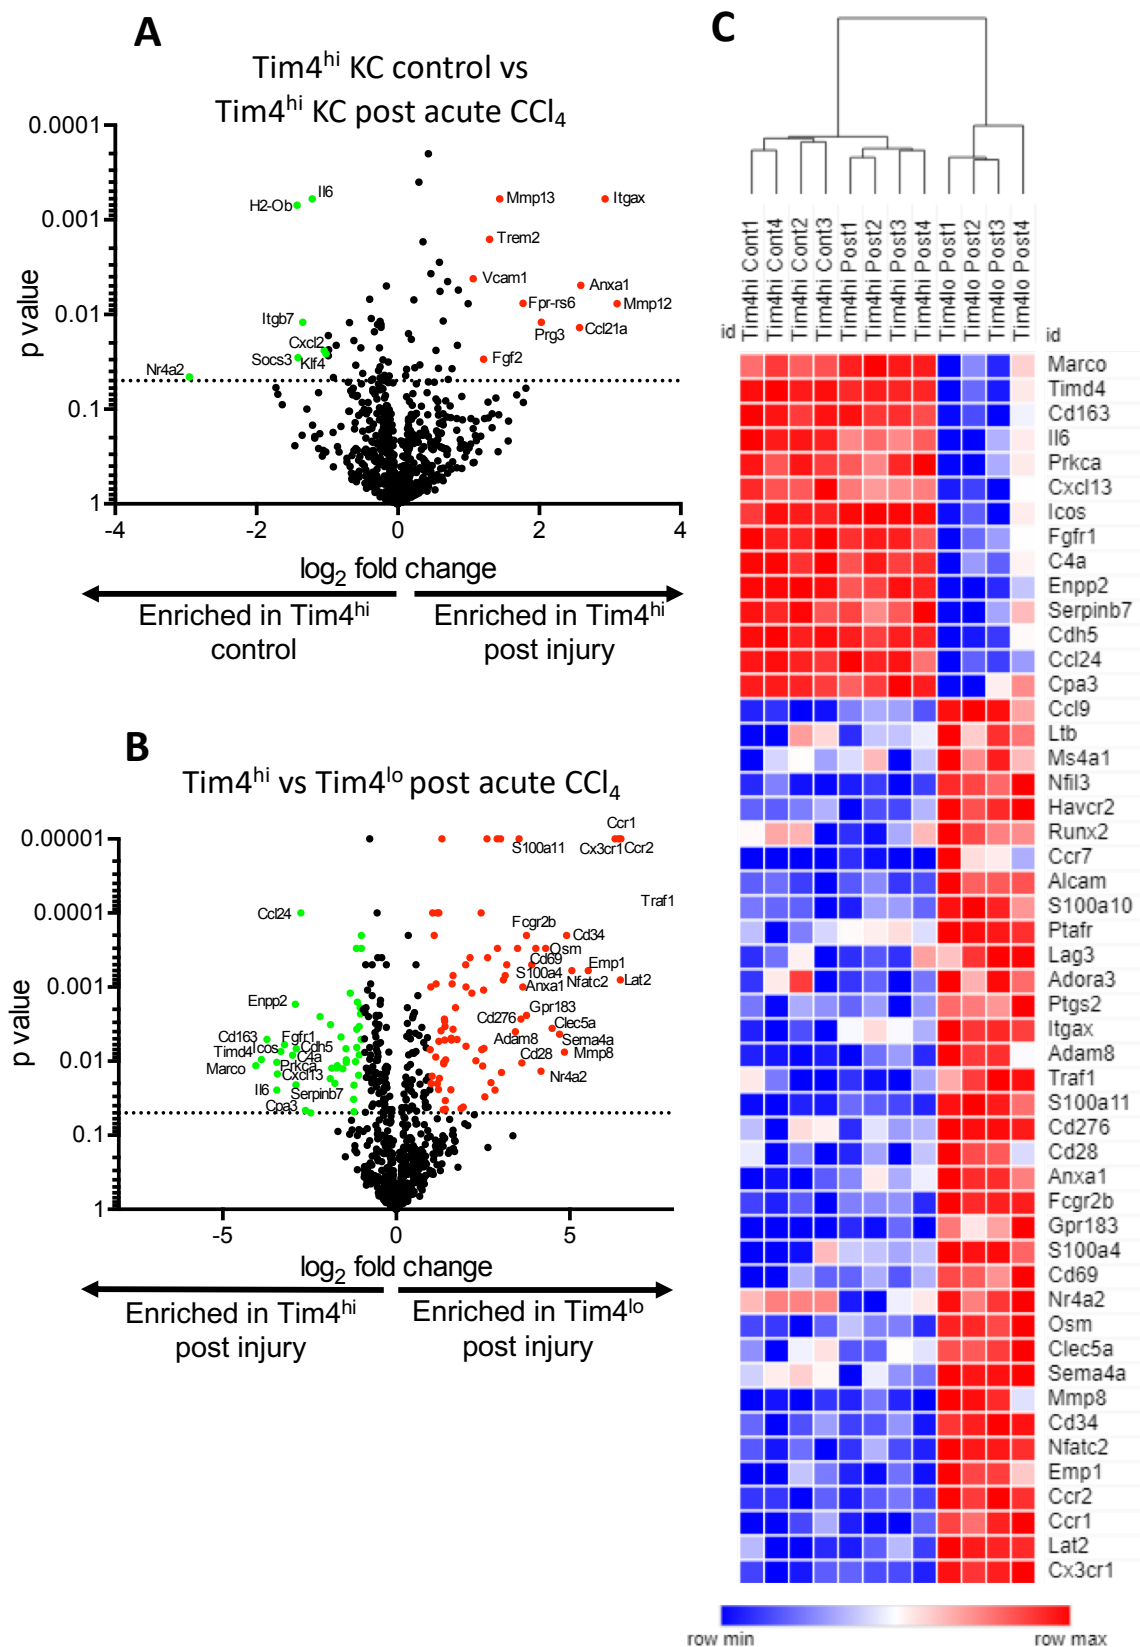 A
Tim4hi KC control vs
Tim4hi KC post acute CCl4
0.0001
0.001
0.01
0.1
1
p value
Il6
H2-Ob
Mmp13
Itgax
Trem2
Vcam1
Anxa1
Fpr-rs6
Mmp12
Itgb7
Prg3
Ccl21a
Cxcl2
Socs3
Klf4
Fgf2
Nr4a2
-4
-2
0
2
4
log2 fold change
Enriched in Tim4hi
control
Enriched in Tim4hi
post injury
B
Tim4hi vs Tim4lo post acute CCl4
0.00001
0.0001
0.001
0.01
0.1
1
p value
Ccr1
S100a11
Cx3cr1
Ccr2
Traf1
Ccl24
Fcgr2b
Cd34
Osm
Cd69
Emp1
S100a4
Nfatc2
Lat2
Anxa1
Enpp2
Gpr183
Cd276
Clec5a
Adam8
Sema4a
Cd163
Fgfr1
Timd4
Icos
Cdh5
C4a
Marco
Prkca
Cxcl13
Cd28
Mmp8
Il6
Serpinb7
Nr4a2
Cpa3
-5
0
5
log2 fold change
Enriched in Tim4hi
post injury
Enriched in Tim4lo
post injury
C
id
Tim4hi Cont1
Tim4hi Cont4
Tim4hi Cont2
Tim4hi Cont3
Tim4hi Post1
Tim4hi Post2
Tim4hi Post3
Tim4hi Post4
Tim4lo Post1
Tim4lo Post2
Tim4lo Post3
Tim4lo Post4
id
Marco
Timd4
Cd163
Il6
Prkca
Cxcl13
Icos
Fgfr1
C4a
Enpp2
Serpinb7
Cdh5
Ccl24
Cpa3
Ccl9
Ltb
Ms4a1
Nfil3
Havcr2
Runx2
Ccr7
Alcam
S100a10
Ptafr
Lag3
Adora3
Ptgs2
Itgax
Adam8
Traf1
S100a11
Cd276
Cd28
Anxa1
Fcgr2b
Gpr183
S100a4
Cd69
Nr4a2
Osm
Clec5a
Sema4a
Mmp8
Cd34
Nfatc2
Emp1
Ccr2
Ccr1
Lat2
Cx3cr1
row min
row max